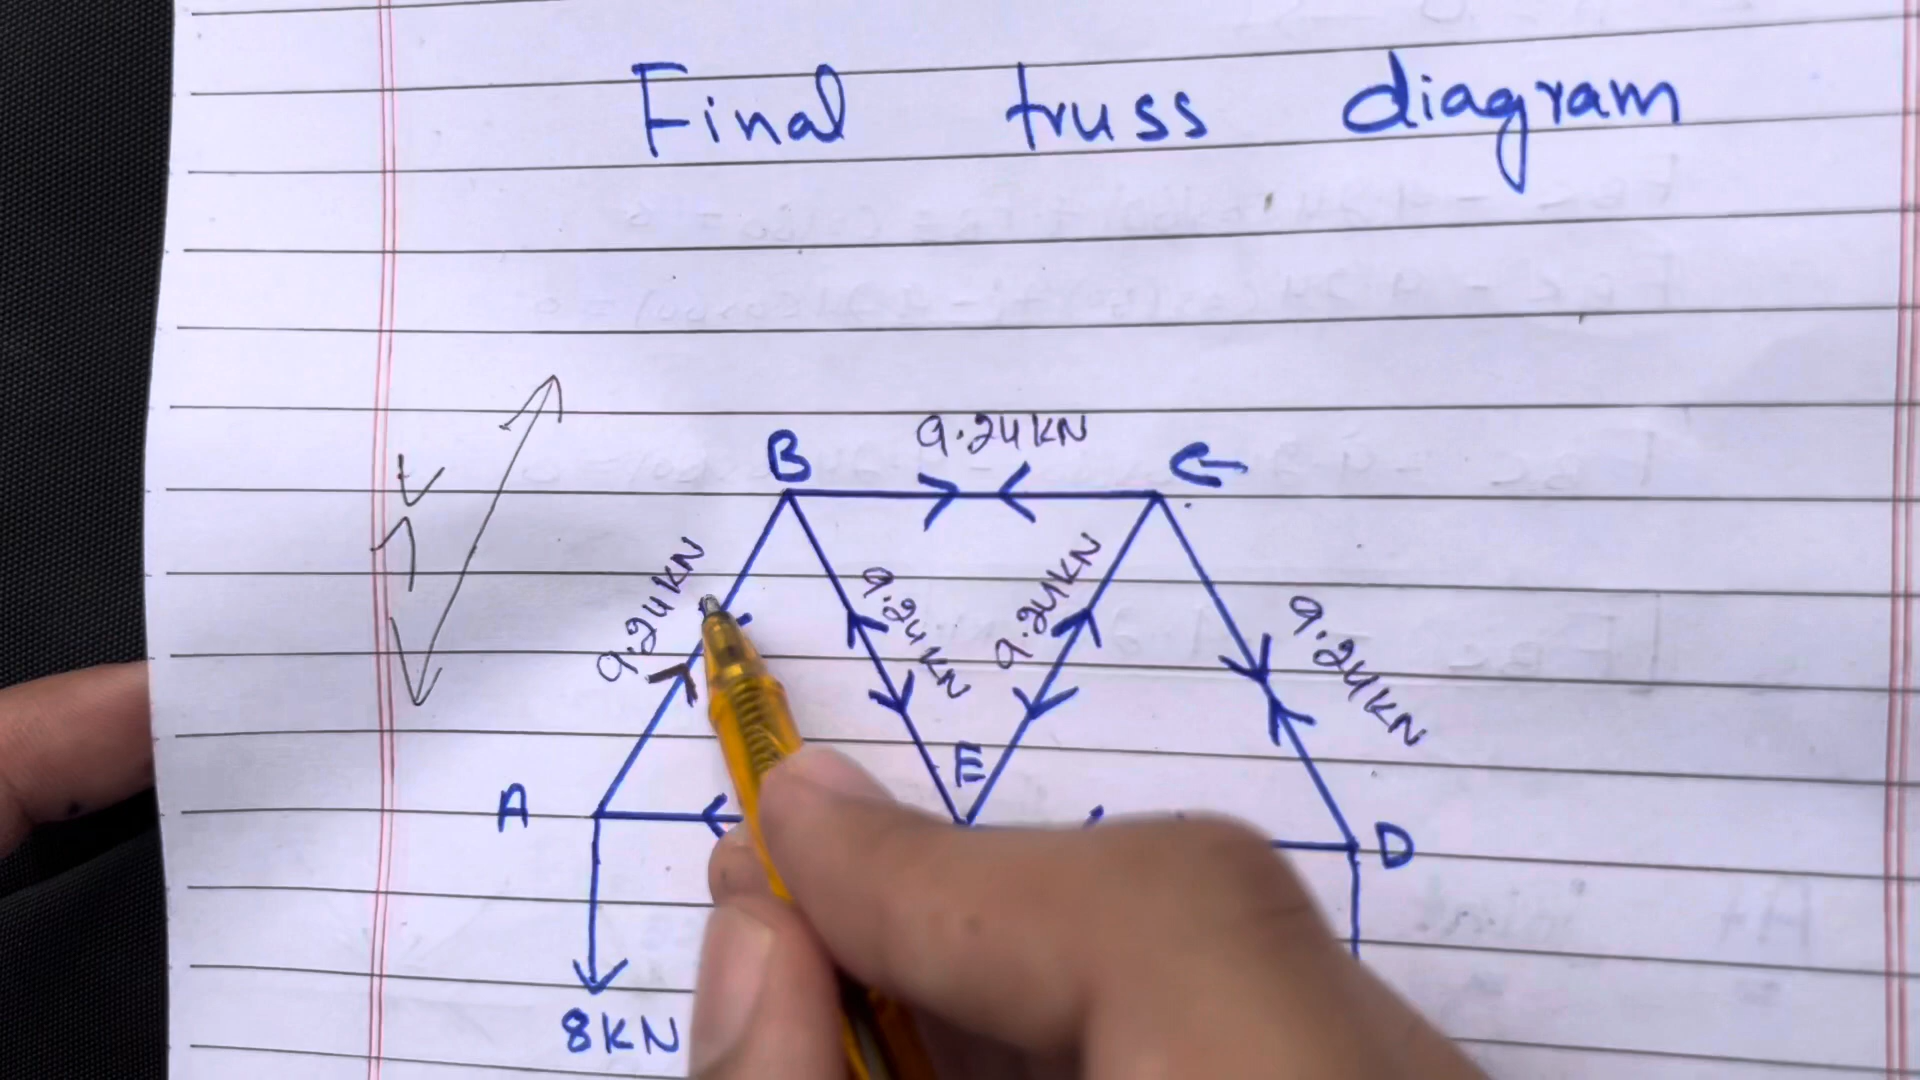 Final truss diagram
9.24KN
B
C
9.24KN
9.24KN
9.24KN
9.24KN
E
A
D
8KN